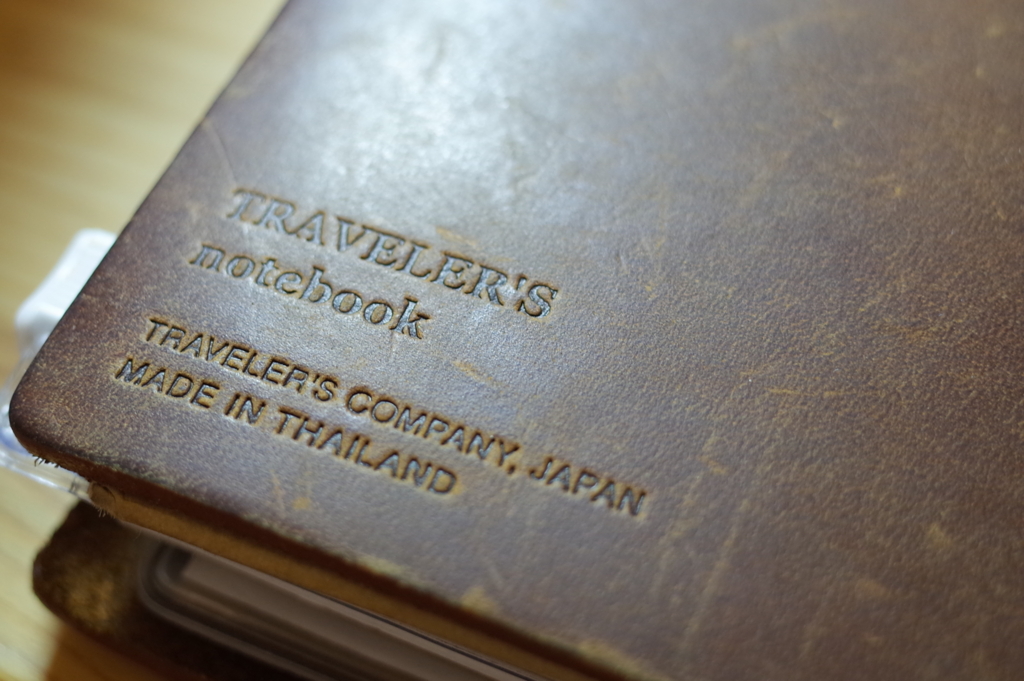 TRAVELER'S
notebook
TRAVELER'S COMPANY, JAPAN
MADE IN THAILAND